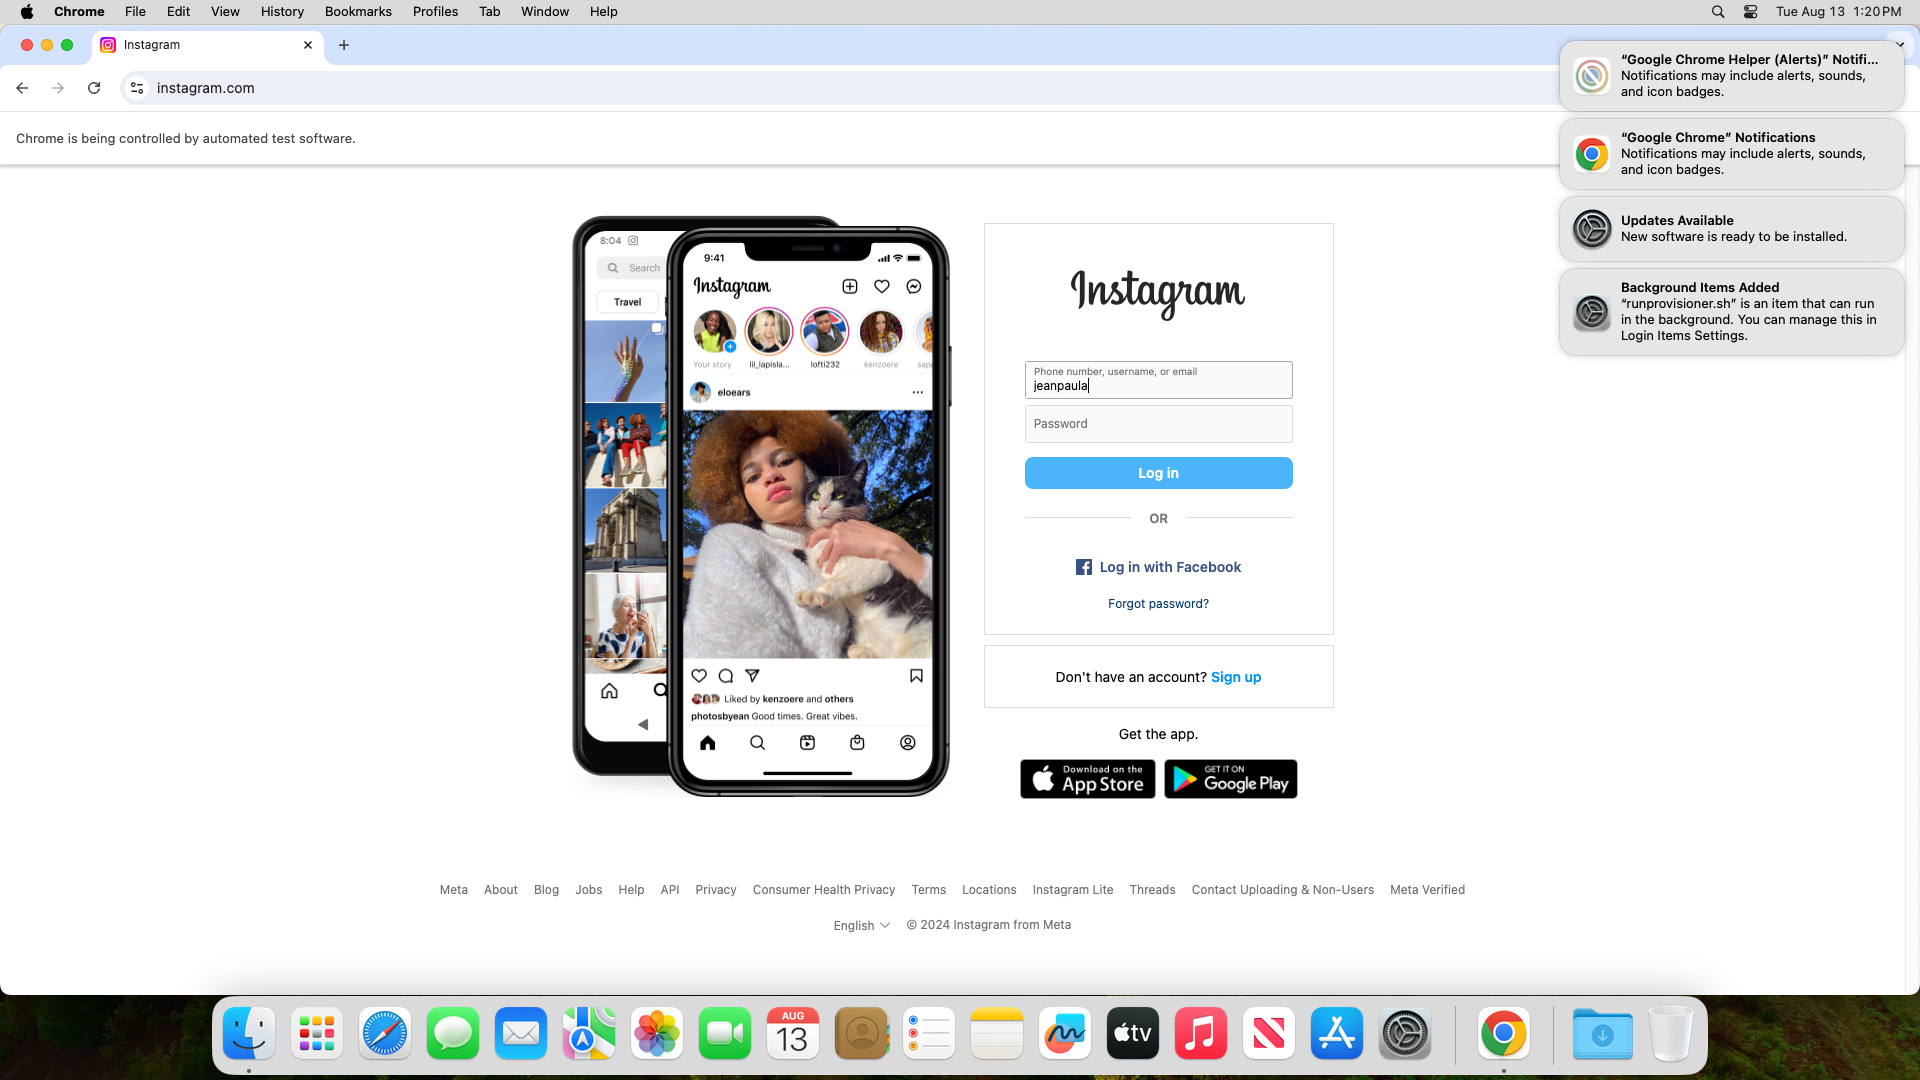 Chrome File Edit View History Bookmarks Profiles Tab Window Help
Tue Aug 13 1:20 PM
Instagram
instagram.com
Chrome is being controlled by automated test software.
“Google Chrome Helper (Alerts)” Notifi...
Notifications may include alerts, sounds,
and icon badges.
“Google Chrome” Notifications
Notifications may include alerts, sounds,
and icon badges.
Updates Available
New software is ready to be installed.
Background Items Added
“runprovisioner.sh” is an item that can run
in the background. You can manage this in
Login Items Settings.
8:04
Search
Travel
9:41
Instagram
Your story lil_lapisla... lofti232 kenzoere sapp
eloears
Liked by kenzoere and others
photosbyean Good times. Great vibes.
Instagram
Phone number, username, or email
jeanpaula
Password
Log in
OR
Log in with Facebook
Forgot password?
Don't have an account? Sign up
Get the app.
Download on the
App Store
GET IT ON
Google Play
Meta About Blog Jobs Help API Privacy Consumer Health Privacy Terms Locations Instagram Lite Threads Contact Uploading & Non-Users Meta Verified
English © 2024 Instagram from Meta
AUG
13
tv